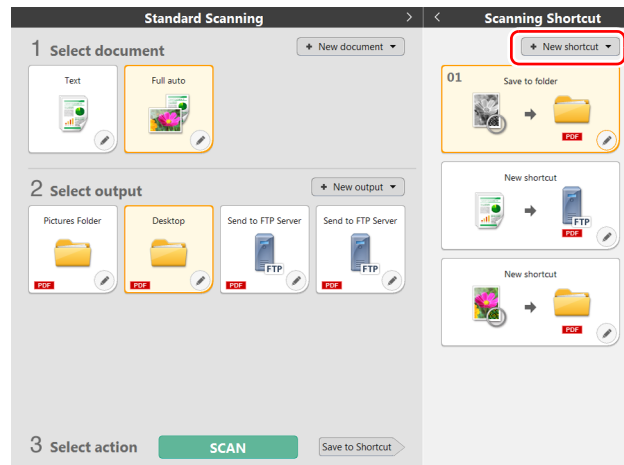 Standard Scanning >
1 Select document
+ New document ▼
Text
Full auto
2 Select output
+ New output ▼
Pictures Folder
Desktop
Send to FTP Server
Send to FTP Server
PDF
PDF
FTP
PDF
FTP
PDF
3 Select action
SCAN
Save to Shortcut
< Scanning Shortcut
+ New shortcut ▼
01
Save to folder
PDF
New shortcut
FTP
PDF
New shortcut
PDF